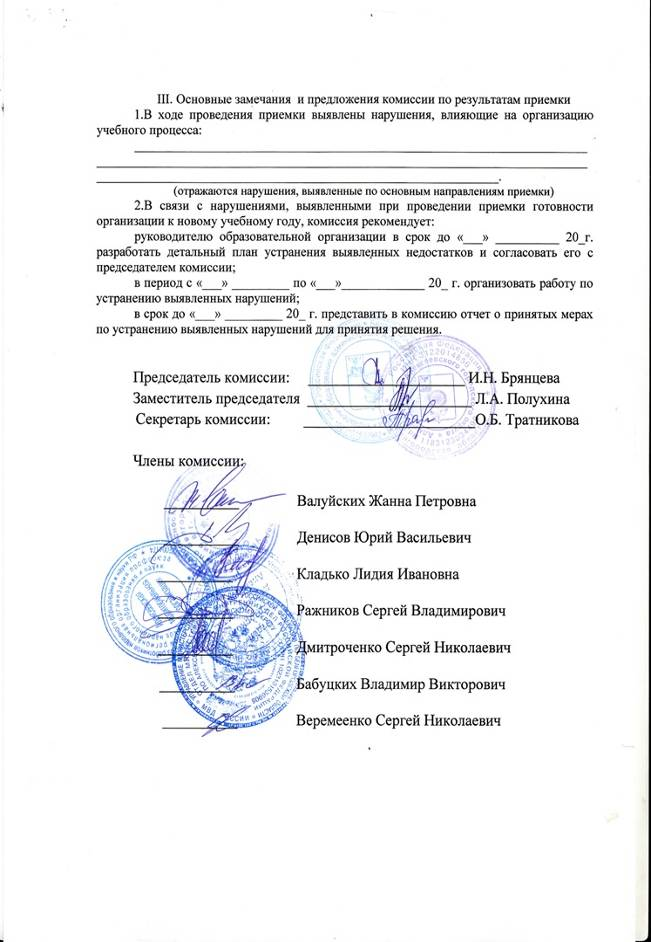 III. Основные замечания и предложения комиссии по результатам приемки
1.В ходе проведения приемки выявлены нарушения, влияющие на организацию
учебного процесса:
(отражаются нарушения, выявленные по основным направлениям приемки)
2.В связи с нарушениями, выявленными при проведении приемки готовности
организации к новому учебному году, комиссия рекомендует:
руководителю образовательной организации в срок до «___» __________ 20_г.
разработать детальный план устранения выявленных недостатков и согласовать его с
председателем комиссии;
в период с «___» _________ по «___»_____________ 20_ г. организовать работу по
устранению выявленных нарушений;
в срок до «___» _________ 20_ г. представить в комиссию отчет о принятых мерах
по устранению выявленных нарушений для принятия решения.
Председатель комиссии: ____________________ И.Н. Брянцева
Заместитель председателя ____________________ Л.А. Полухина
Секретарь комиссии: ____________________ О.Б. Тратникова
Члены комиссии:
Валуйских Жанна Петровна
Денисов Юрий Васильевич
Кладько Лидия Ивановна
Ражников Сергей Владимирович
Дмитроченко Сергей Николаевич
Бабуцких Владимир Викторович
Веремеенко Сергей Николаевич